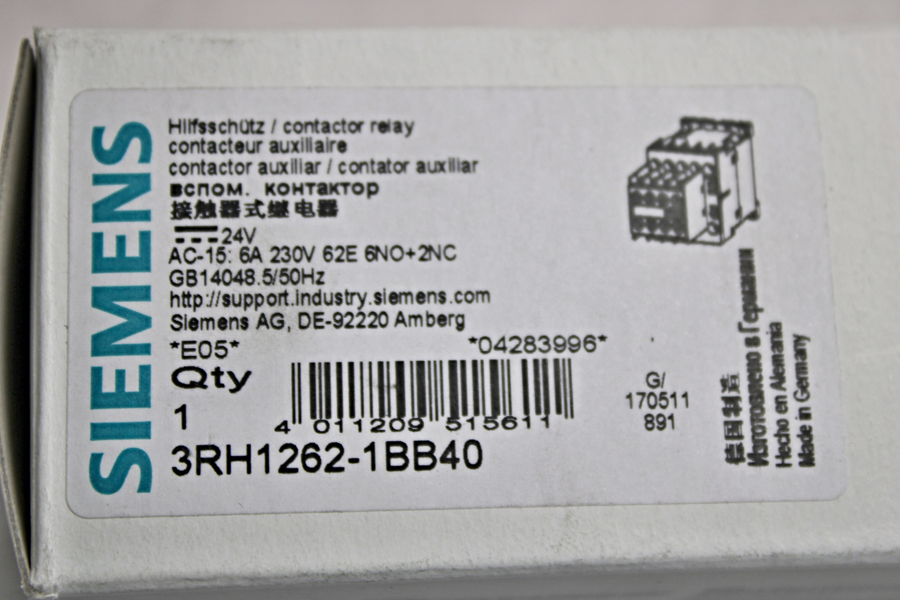 SIEMENS
Hilfsschütz / contactor relay
contacteur auxiliaire
contactor auxiliar / contator auxiliar
вспом. контактор
接触器式继电器
24V
AC-15: 6A 230V 62E 6NO+2NC
GB14048.5/50Hz
http://support.industry.siemens.com
Siemens AG, DE-92220 Amberg
*E05* *04283996*
Qty
1
4 011209 515611
3RH1262-1BB40
G/
170511
891
德国制造
Изготовлено в Германии
Hecho en Alemania
Made in Germany